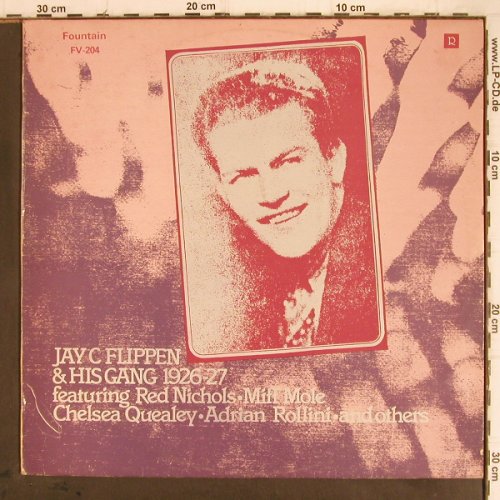 30 cm
20 cm
10 cm
Fountain
FV-204
R
www.LP-CD.de
10 cm
20 cm
30 cm
JAY C FLIPPEN
& HIS GANG 1926-27
featuring Red Nichols • Miff Mole
Chelsea Quealey • Adrian Rollini • and others